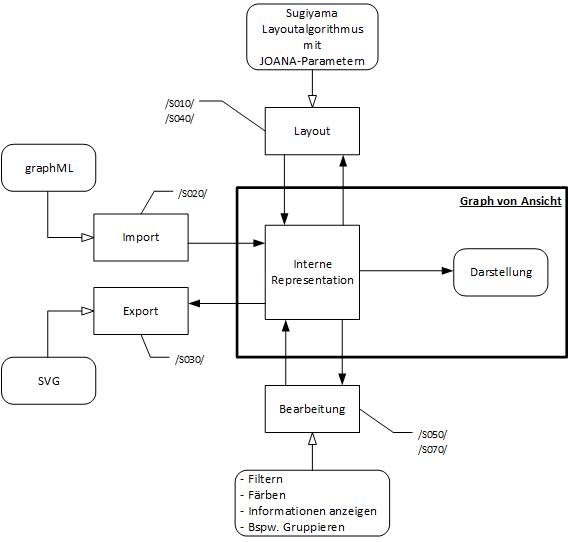 Sugiyama
Layoutalgorithmus
mit
JOANA-Parametern
/S010/
/S040/
Layout
graphML
/S020/
Import
Graph von Ansicht
Interne
Representation
Darstellung
Export
/S030/
SVG
Bearbeitung
/S050/
/S070/
- Filtern
- Färben
- Informationen anzeigen
- Bspw. Gruppieren